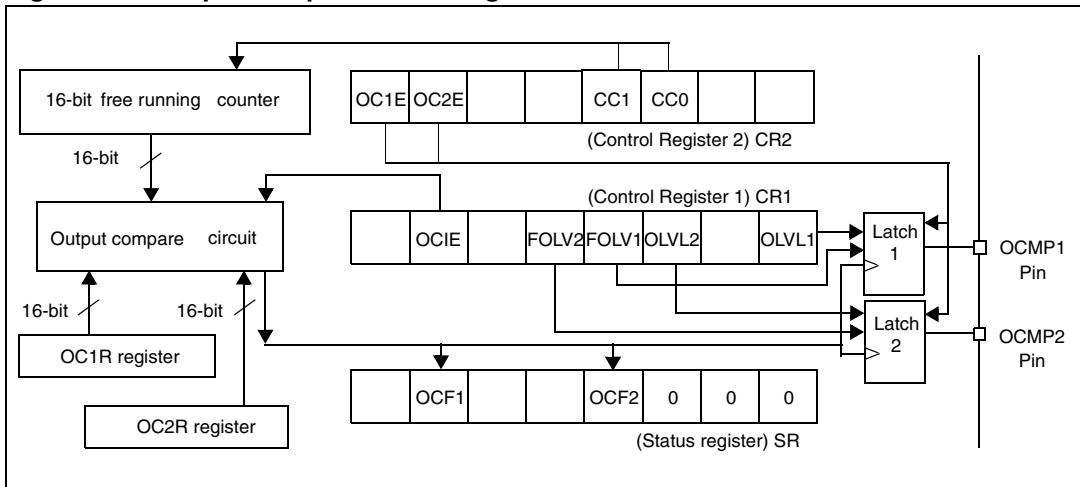 16-bit free running counter
OC1E OC2E CC1 CC0
(Control Register 2) CR2
16-bit
(Control Register 1) CR1
Output compare circuit
OCIE FOLV2 FOLV1 OLVL2 OLVL1
Latch
1
OCMP1
Pin
16-bit 16-bit
Latch
2
OCMP2
Pin
OC1R register
OCF1 OCF2 0 0 0
OC2R register
(Status register) SR